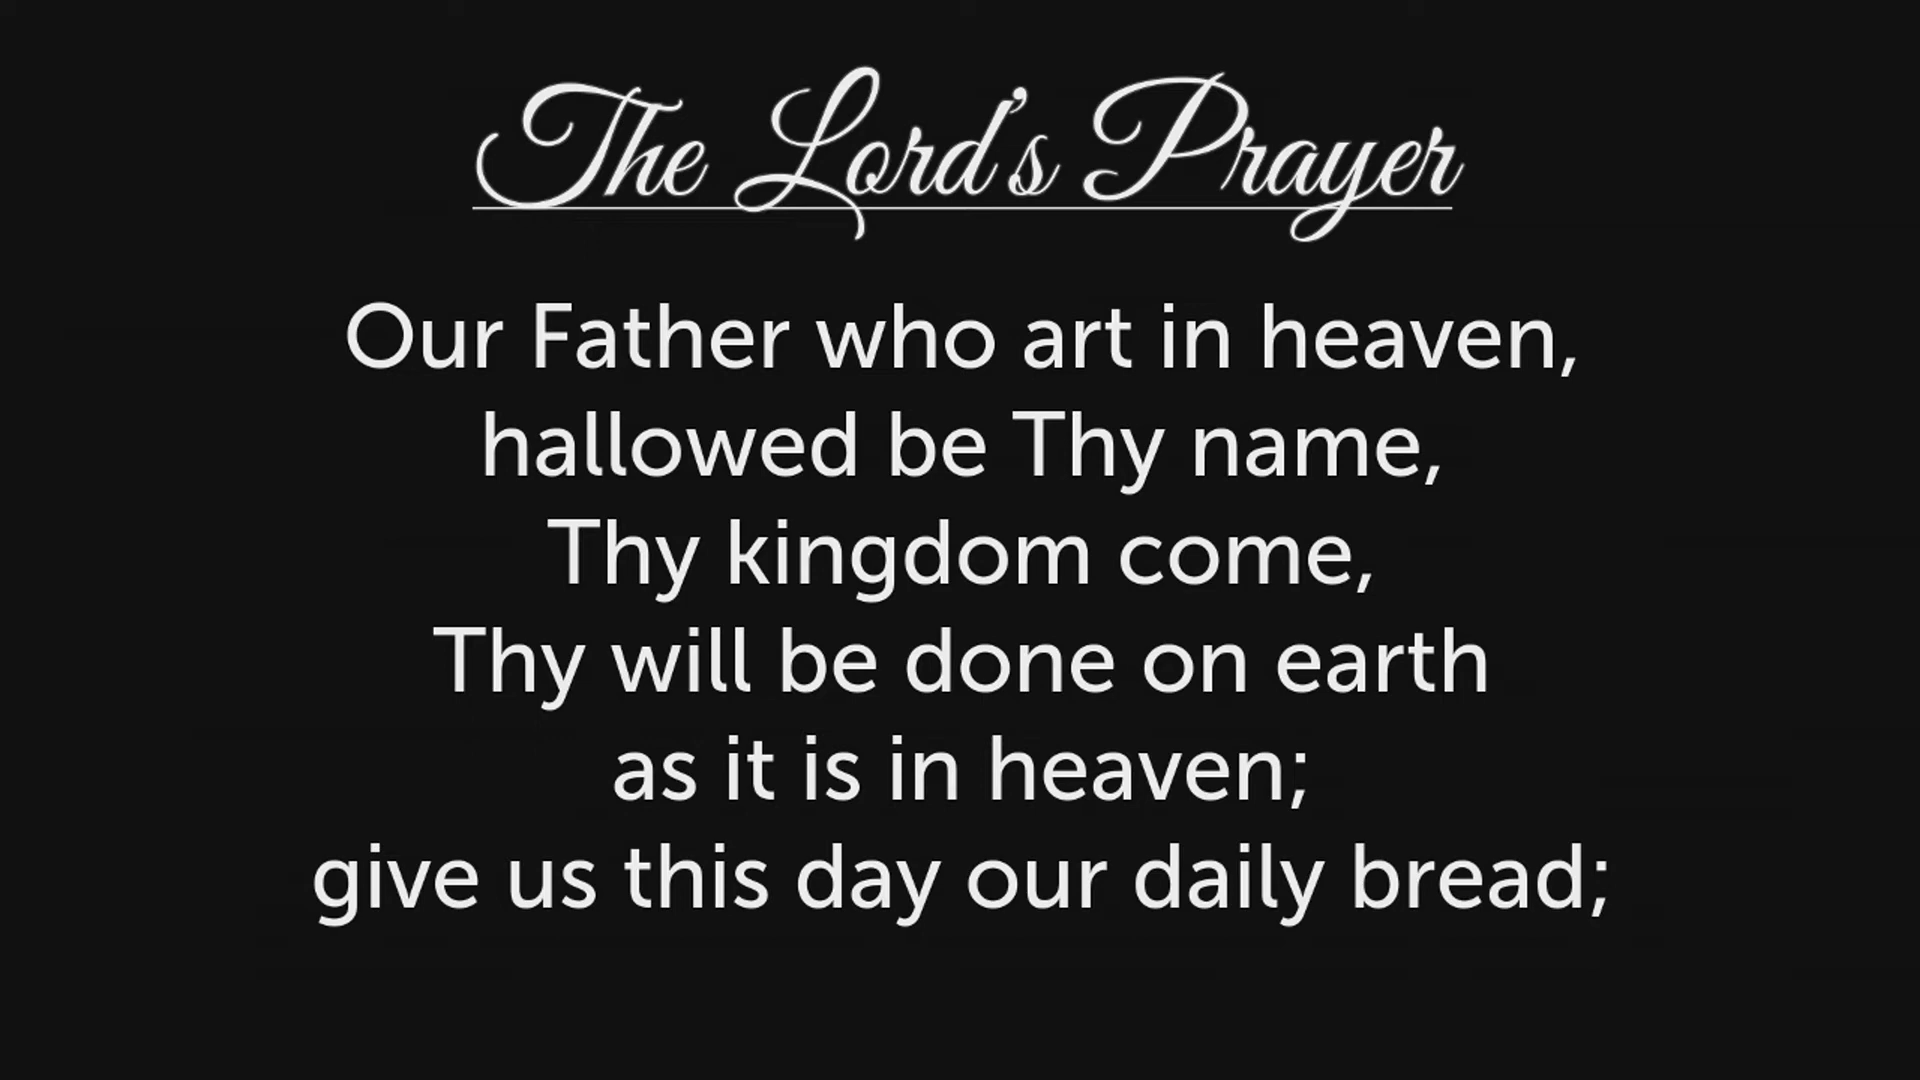 The Lord's Prayer
Our Father who art in heaven,
hallowed be Thy name,
Thy kingdom come,
Thy will be done on earth
as it is in heaven;
give us this day our daily bread;